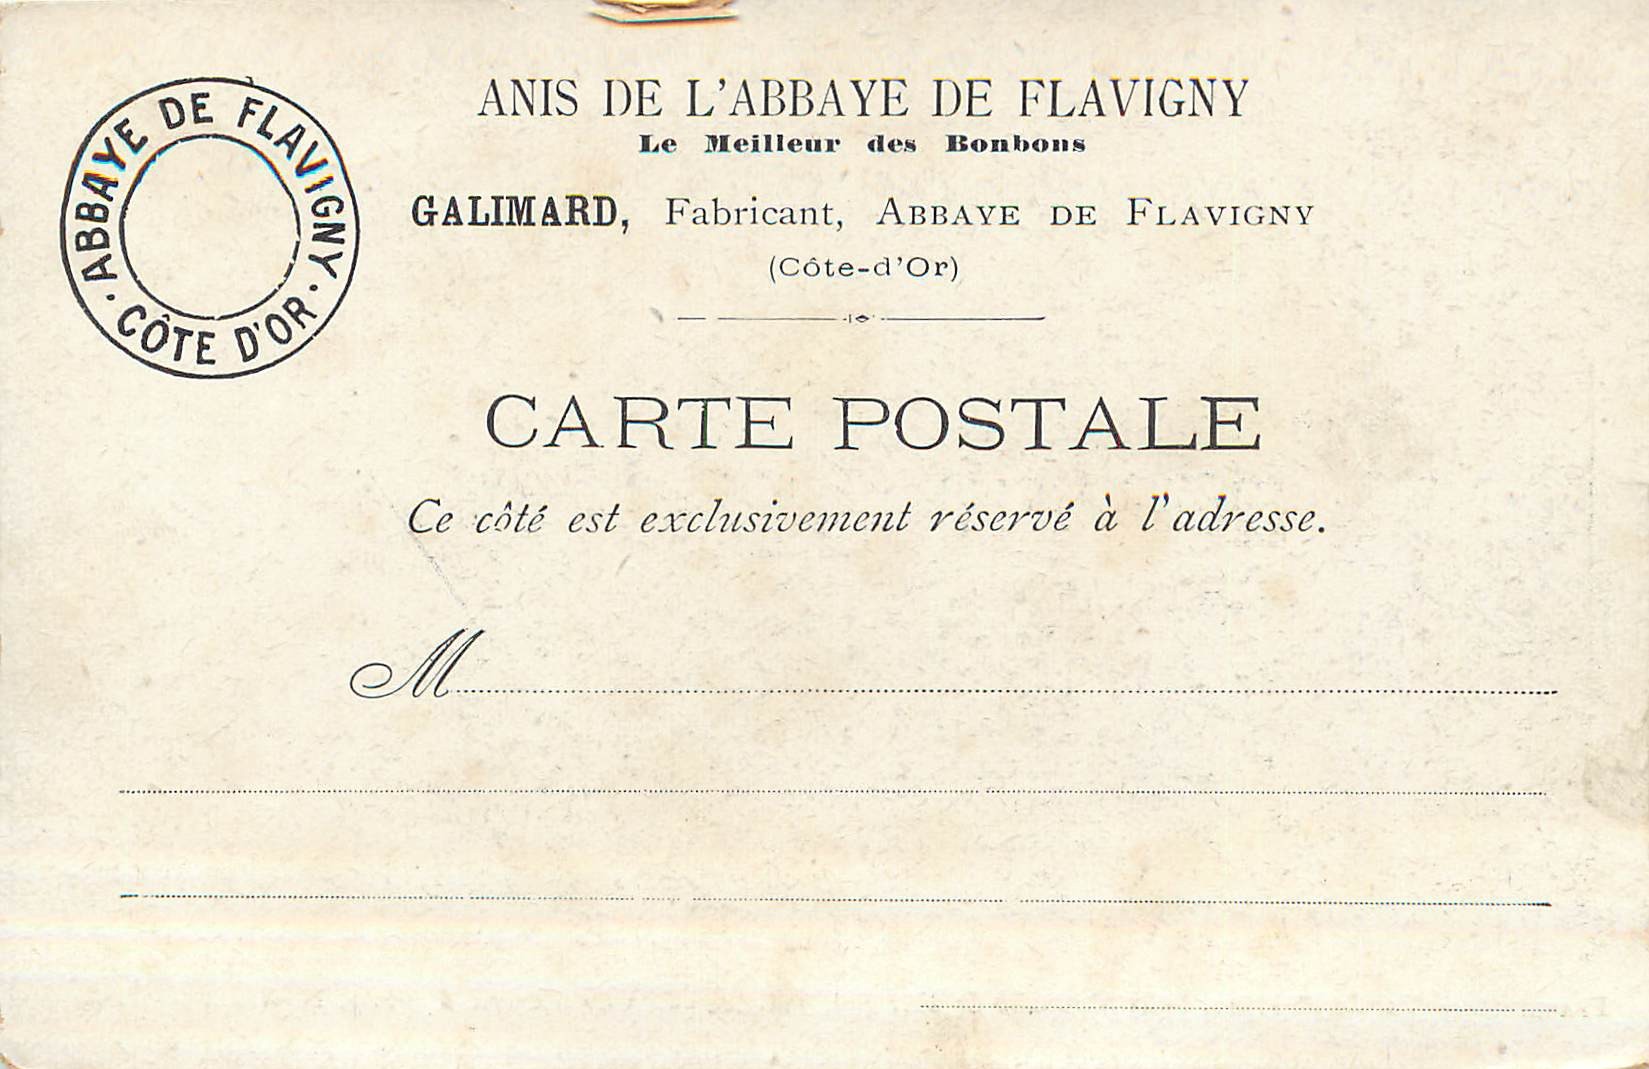 ABBAYE DE FLAVIGNY
· CÔTE D'OR ·
ANIS DE L'ABBAYE DE FLAVIGNY
Le Meilleur des Bonbons
GALIMARD, Fabricant, ABBAYE DE FLAVIGNY
(Côte-d'Or)
CARTE POSTALE
Ce côté est exclusivement réservé à l'adresse.
M